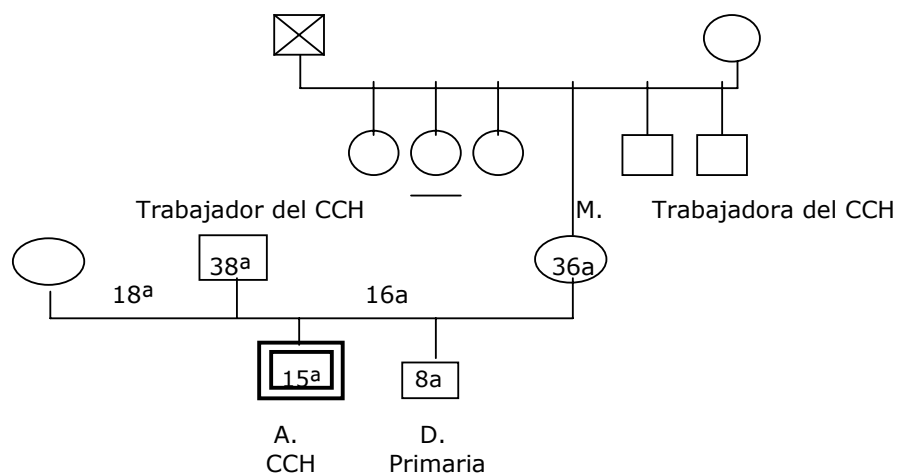 Trabajador del CCH M. Trabajadora del CCH
38ª 36a
18ª 16a
15ª 8a
A. D.
CCH Primaria